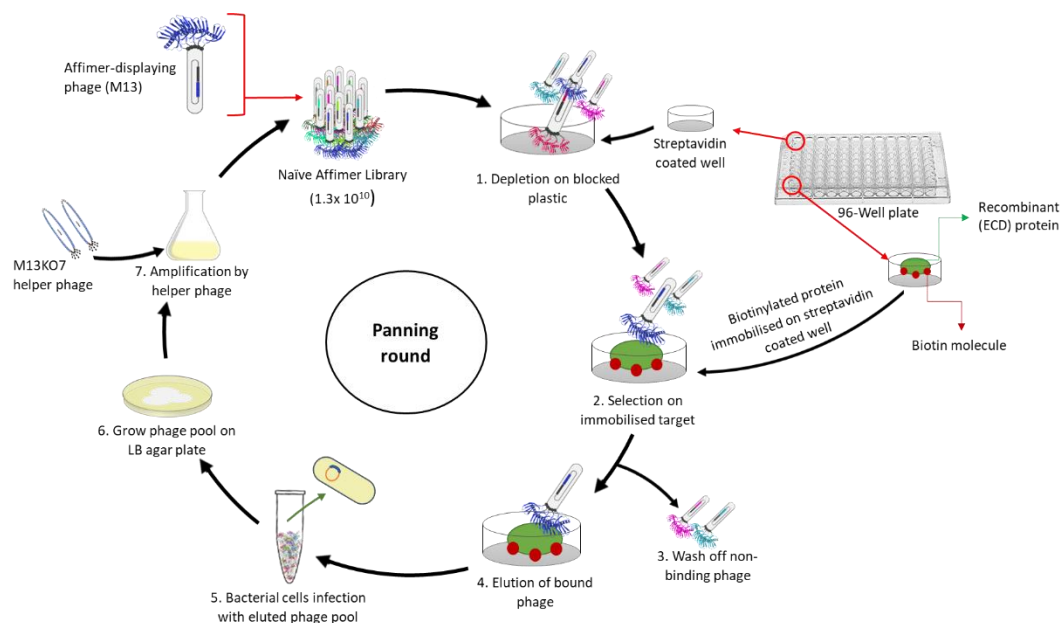 Affimer-displaying
phage (M13)
Naïve Affimer Library
(1.3x 10¹⁰)
1. Depletion on blocked
plastic
Streptavidin
coated well
96-Well plate
Recombinant
(ECD) protein
Biotin molecule
Biotinylated protein
immobilised on streptavidin
coated well
2. Selection on
immobilised target
3. Wash off non-
binding phage
4. Elution of bound
phage
5. Bacterial cells infection
with eluted phage pool
6. Grow phage pool on
LB agar plate
M13KO7
helper phage
7. Amplification by
helper phage
Panning
round